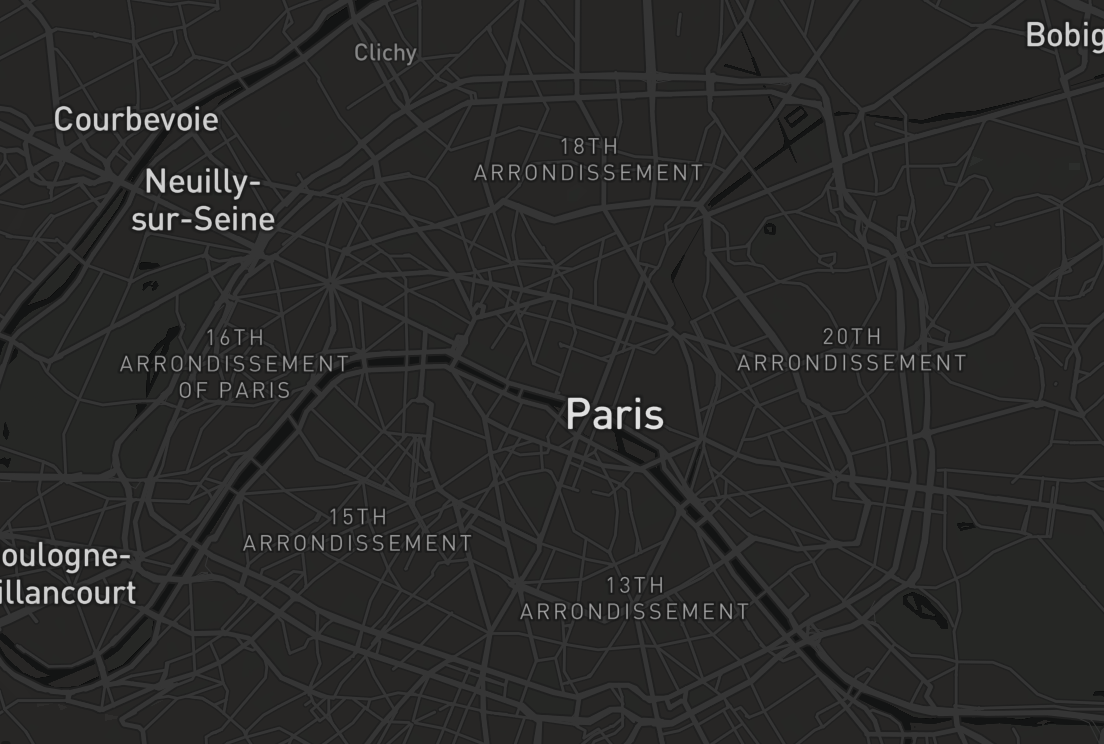 Bobig
Clichy
Courbevoie
18TH
ARRONDISSEMENT
Neuilly-
sur-Seine
16TH
ARRONDISSEMENT
OF PARIS
20TH
ARRONDISSEMENT
Paris
15TH
ARRONDISSEMENT
oulogne-
illancourt
13TH
ARRONDISSEMENT